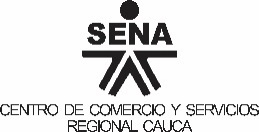 SENA
CENTRO DE COMERCIO Y SERVICIOS
REGIONAL CAUCA